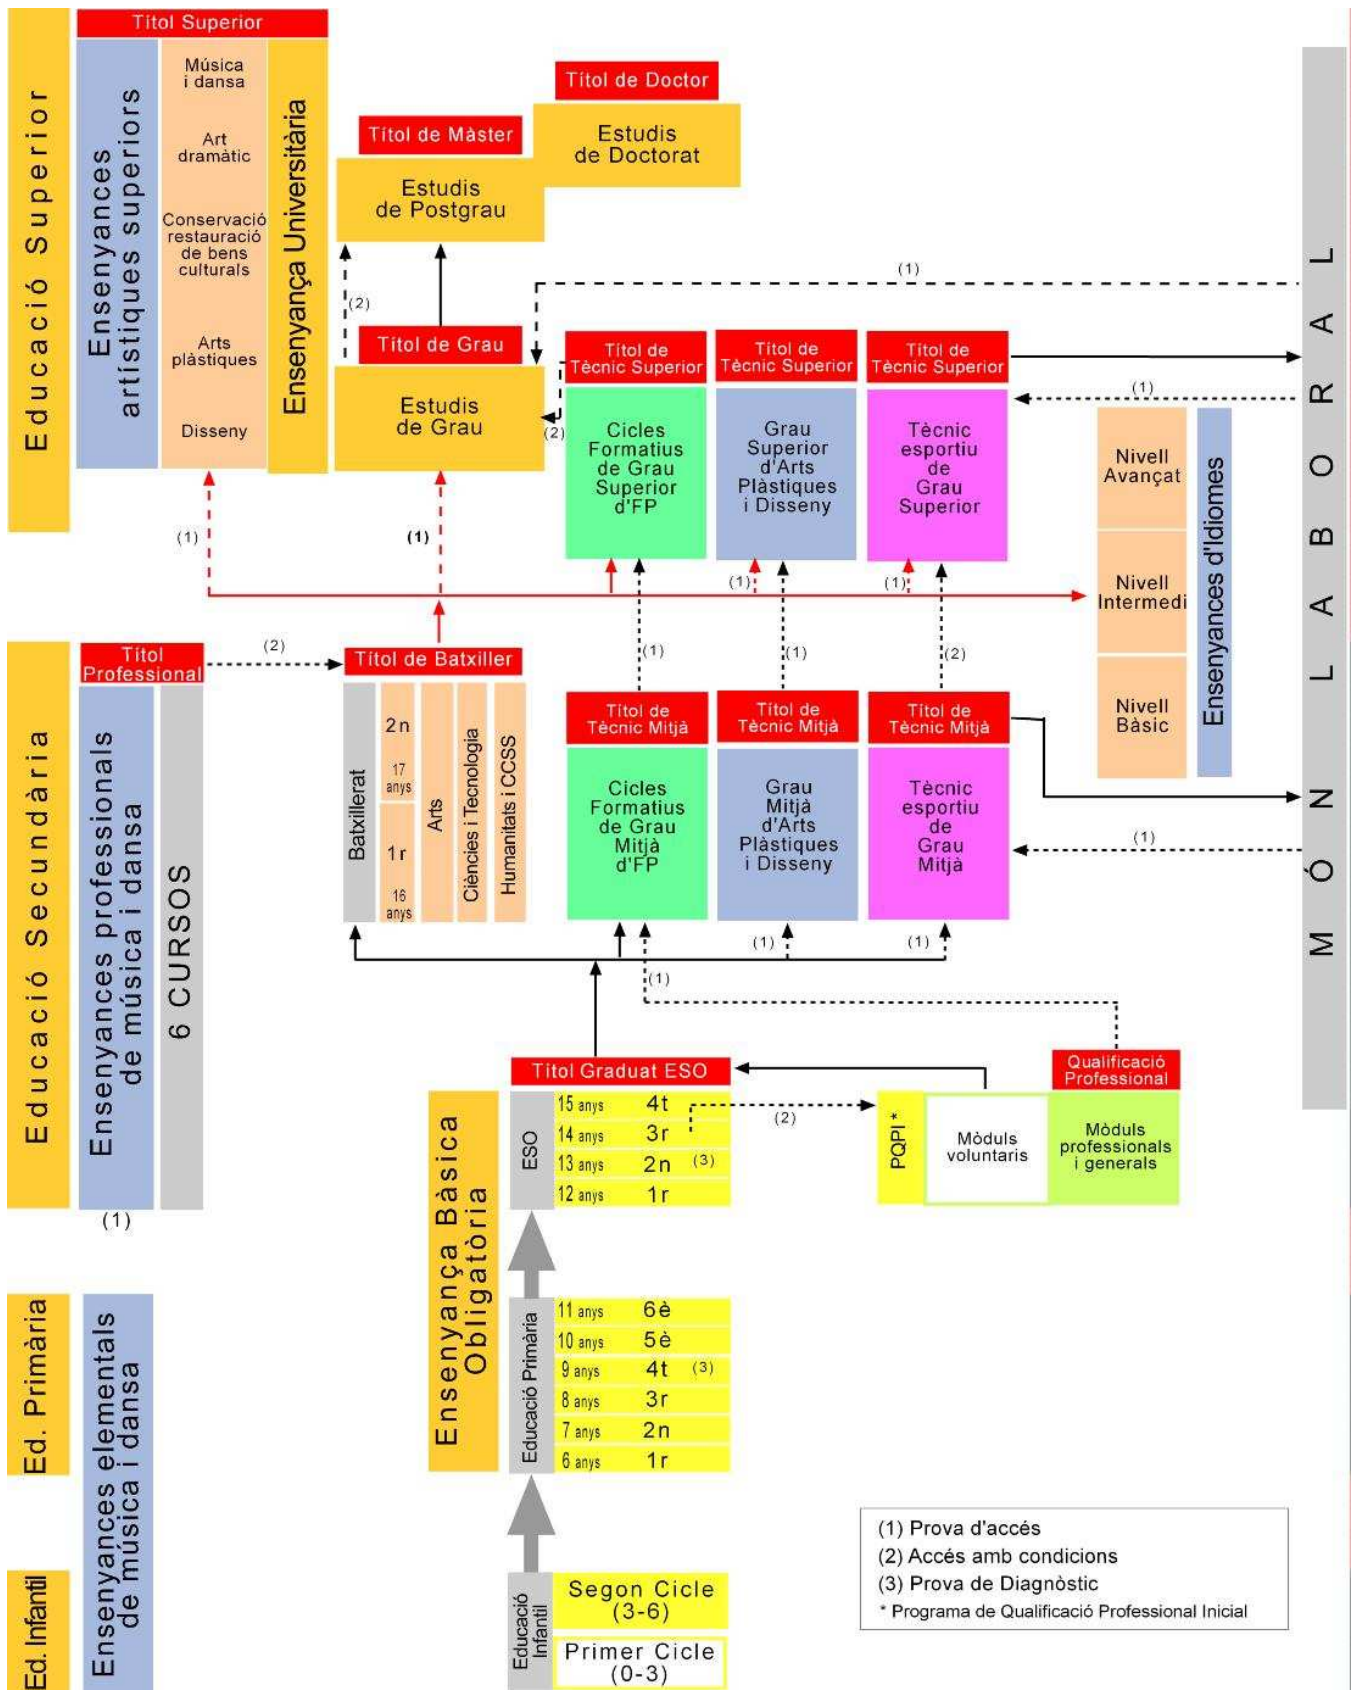 Educació Superior
Títol Superior
Ensenyances
artístiques superiors
Música
i dansa
Art
dramàtic
Conservació
restauració
de bens
culturals
Arts
plàstiques
Disseny
Ensenyança Universitària
Títol de Doctor
Estudis
de Doctorat
Títol de Màster
Estudis
de Postgrau
(2)
Títol de Grau
Estudis
de Grau
(1)
(2)
Títol de
Tècnic Superior
Cicles
Formatius
de Grau
Superior
d'FP
Títol de
Tècnic Superior
Grau
Superior
d'Arts
Plàstiques
i Disseny
Títol de
Tècnic Superior
Tècnic
esportiu
de
Grau
Superior
(1)
(1)
(1)
(1)
(1)
Nivell
Avançat
Nivell
Intermedi
Nivell
Bàsic
Ensenyances d'Idiomes
MÓN LABORAL
Educació Secundària
Títol
Professional
Ensenyances professionals
de música i dansa
6 CURSOS
(1)
(2)
Títol de Batxiller
Batxillerat
2n
17
anys
1r
16
anys
Arts
Ciències i Tecnologia
Humanitats i CCSS
(1)
(1)
(2)
Títol de
Tècnic Mitjà
Cicles
Formatius
de Grau
Mitjà
d'FP
Títol de
Tècnic Mitjà
Grau
Mitjà
d'Arts
Plàstiques
i Disseny
Títol de
Tècnic Mitjà
Tècnic
esportiu
de
Grau
Mitjà
(1)
(1)
(1)
(1)
Ensenyança Bàsica
Obligatòria
Títol Graduat ESO
ESO
15 anys 4t
14 anys 3r
13 anys 2n (3)
12 anys 1r
(2)
PQPI *
Mòduls
voluntaris
Qualificació
Professional
Mòduls
professionals
i generals
Ed. Primària
Ensenyances elementals
de música i dansa
Educació Primària
11 anys 6è
10 anys 5è
9 anys 4t (3)
8 anys 3r
7 anys 2n
6 anys 1r
Ed. Infantil
Educació
Infantil
Segon Cicle
(3-6)
Primer Cicle
(0-3)
(1) Prova d'accés
(2) Accés amb condicions
(3) Prova de Diagnòstic
* Programa de Qualificació Professional Inicial